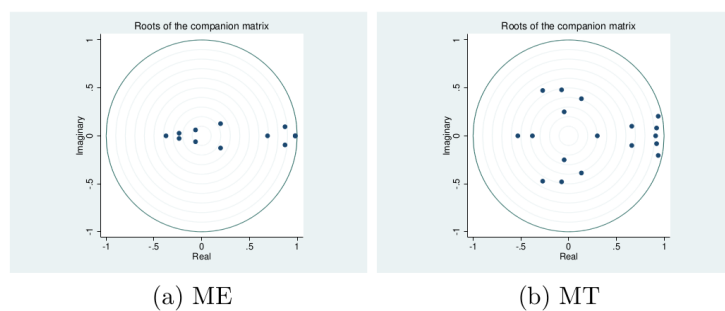 Roots of the companion matrix
1
.5
0
-.5
-1
Imaginary
-1 -.5 0 .5 1
Real
(a) ME
Roots of the companion matrix
1
.5
0
-.5
-1
Imaginary
-1 -.5 0 .5 1
Real
(b) MT